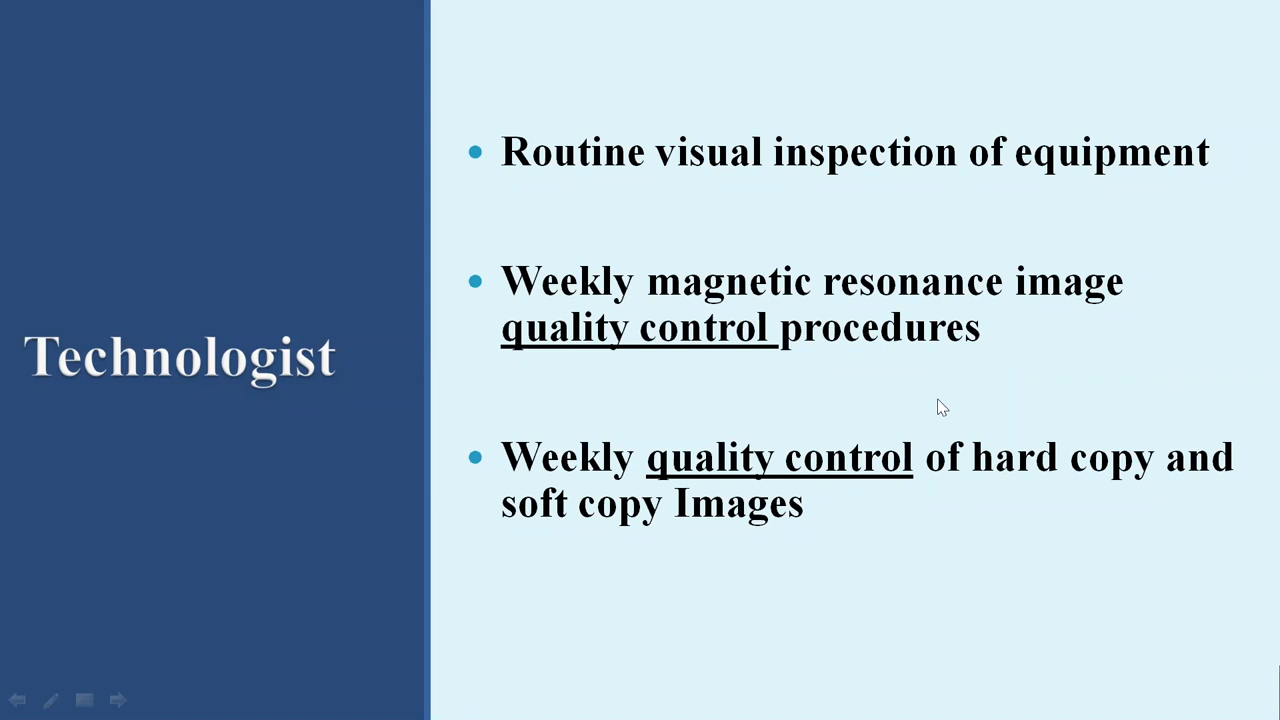 Technologist
• Routine visual inspection of equipment
• Weekly magnetic resonance image
quality control procedures
• Weekly quality control of hard copy and
soft copy Images